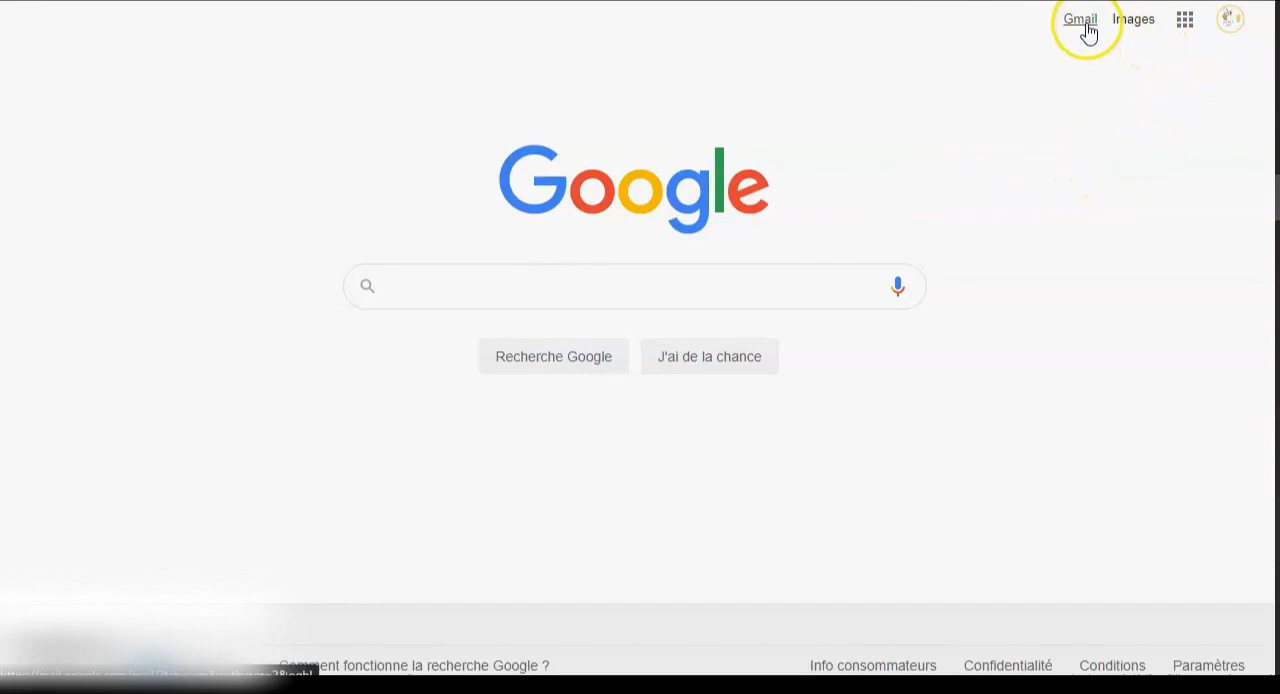 Gmail Images
Google
Recherche Google J'ai de la chance
Comment fonctionne la recherche Google ? Info consommateurs Confidentialité Conditions Paramètres